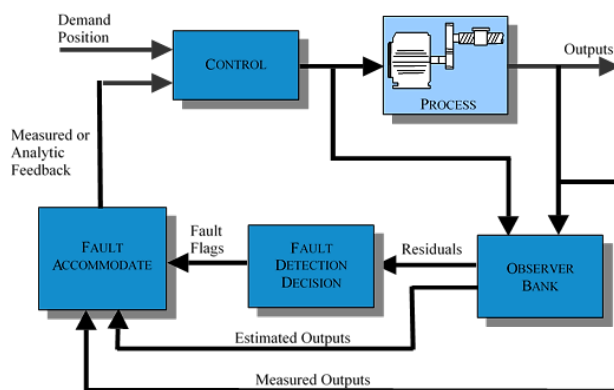 Demand
Position
CONTROL
PROCESS
Outputs
Measured or
Analytic
Feedback
FAULT
ACCOMMODATE
Fault
Flags
FAULT
DETECTION
DECISION
Residuals
OBSERVER
BANK
Estimated Outputs
Measured Outputs